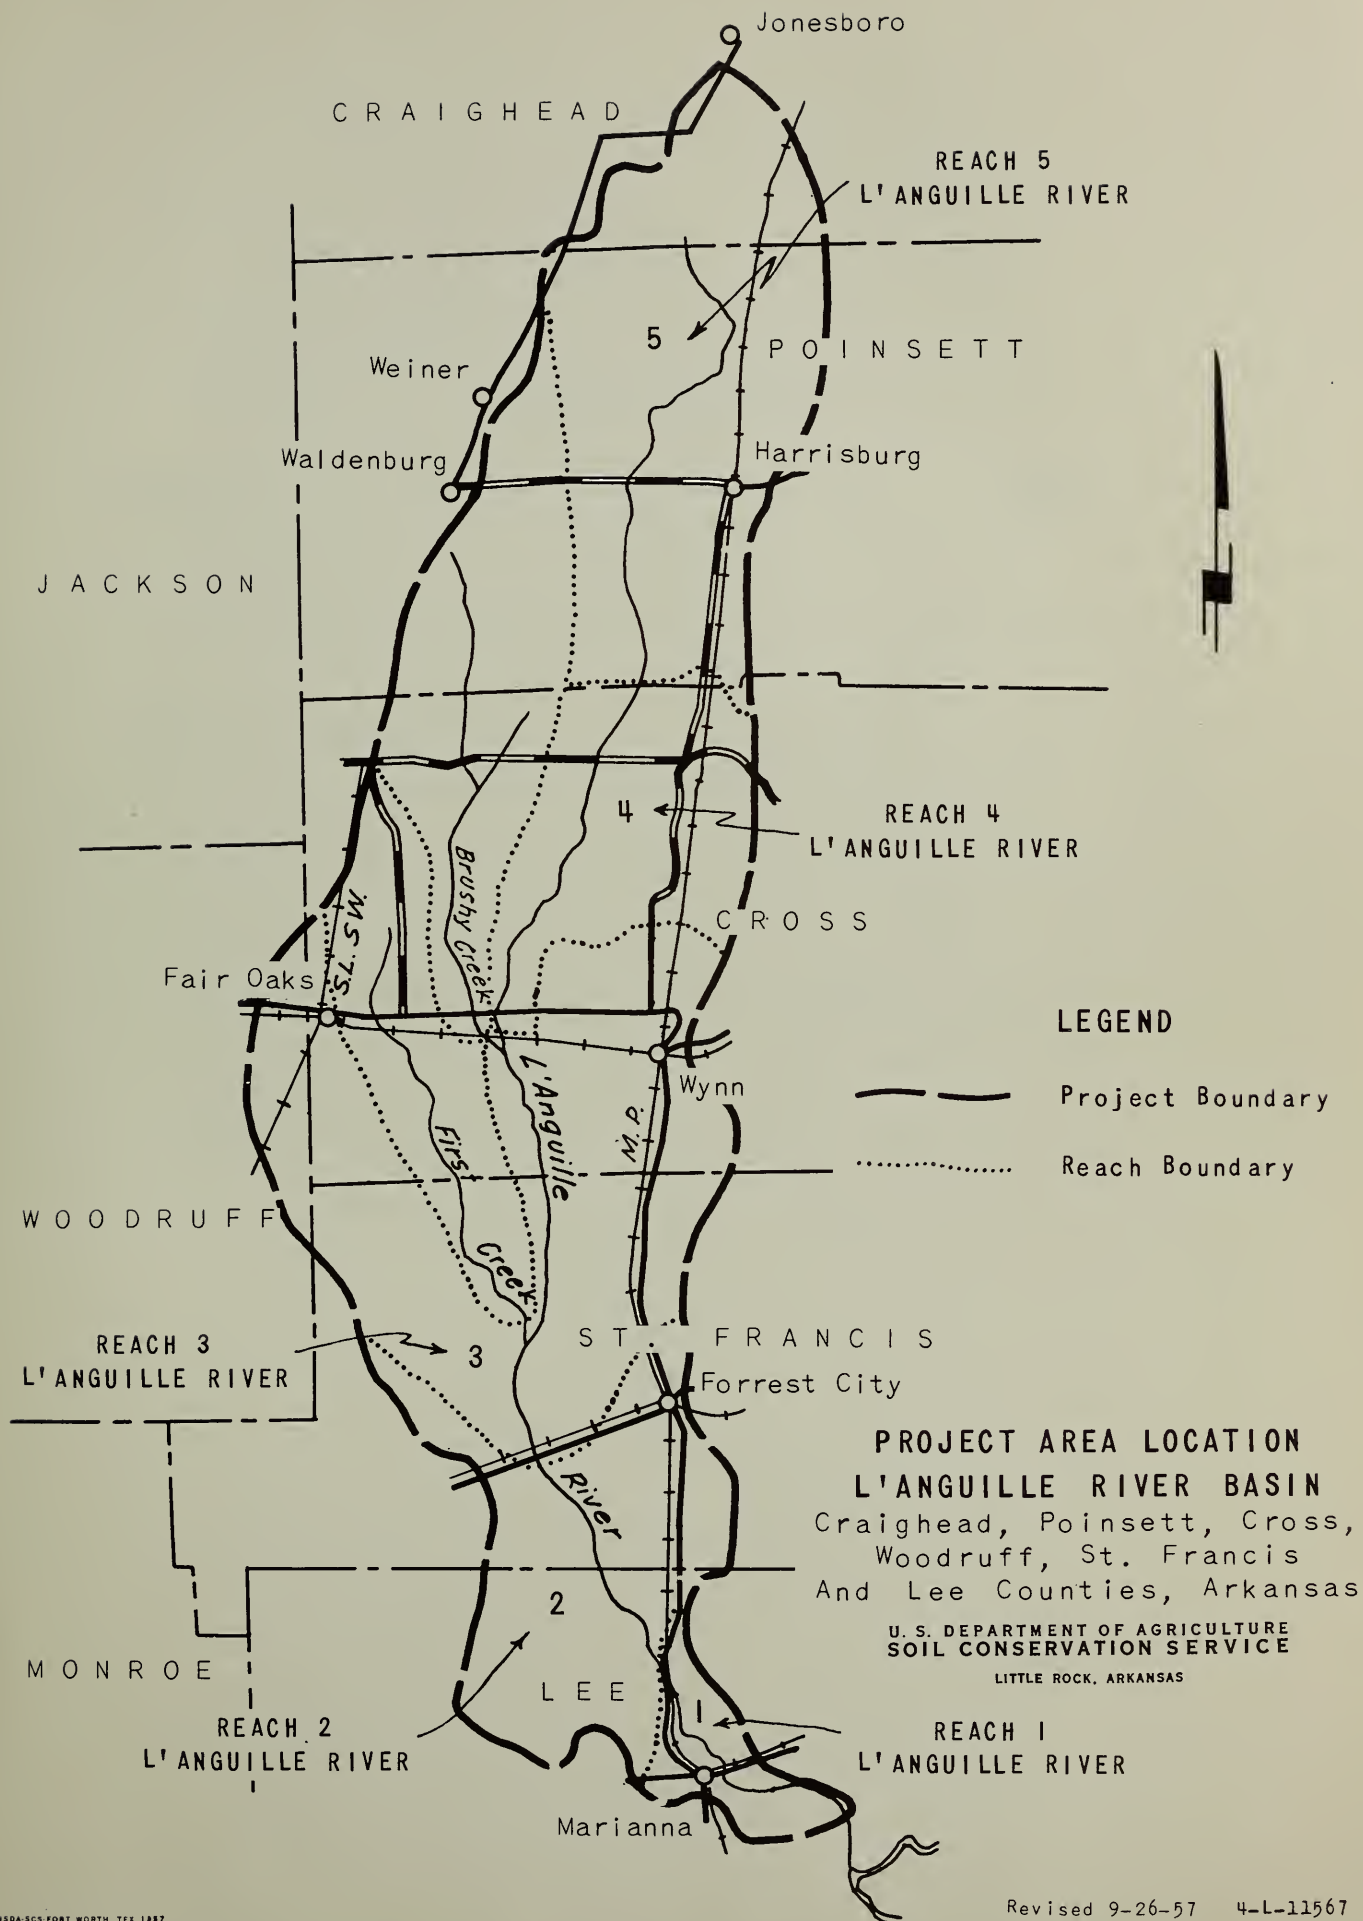 Jonesboro
CRAIGHEAD
REACH 5
L'ANGUILLE RIVER
5
POINSETT
Weiner
Waldenburg
Harrisburg
JACKSON
4
REACH 4
L'ANGUILLE RIVER
Brushy Creek
CROSS
Fair Oaks
LEGEND
Project Boundary
Reach Boundary
Wynn
M.P.
L'Anguille
First
Creek
WOODRUFF
ST. FRANCIS
REACH 3
L'ANGUILLE RIVER
3
Forrest City
River
PROJECT AREA LOCATION
L'ANGUILLE RIVER BASIN
Craighead, Poinsett, Cross,
Woodruff, St. Francis
And Lee Counties, Arkansas
U. S. DEPARTMENT OF AGRICULTURE
SOIL CONSERVATION SERVICE
LITTLE ROCK, ARKANSAS
2
MONROE
LEE
1
REACH 2
L'ANGUILLE RIVER
REACH 1
L'ANGUILLE RIVER
Marianna
Revised 9-26-57 4-L-11567